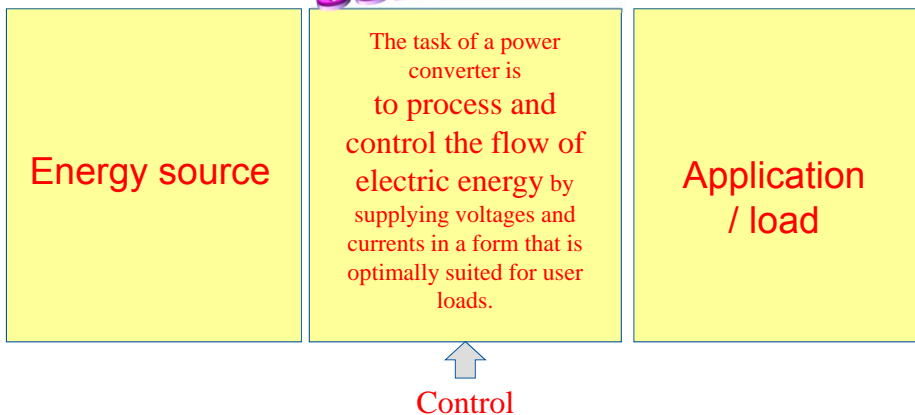 Energy source
The task of a power
converter is
to process and
control the flow of
electric energy by
supplying voltages and
currents in a form that is
optimally suited for user
loads.
Application
/ load
Control